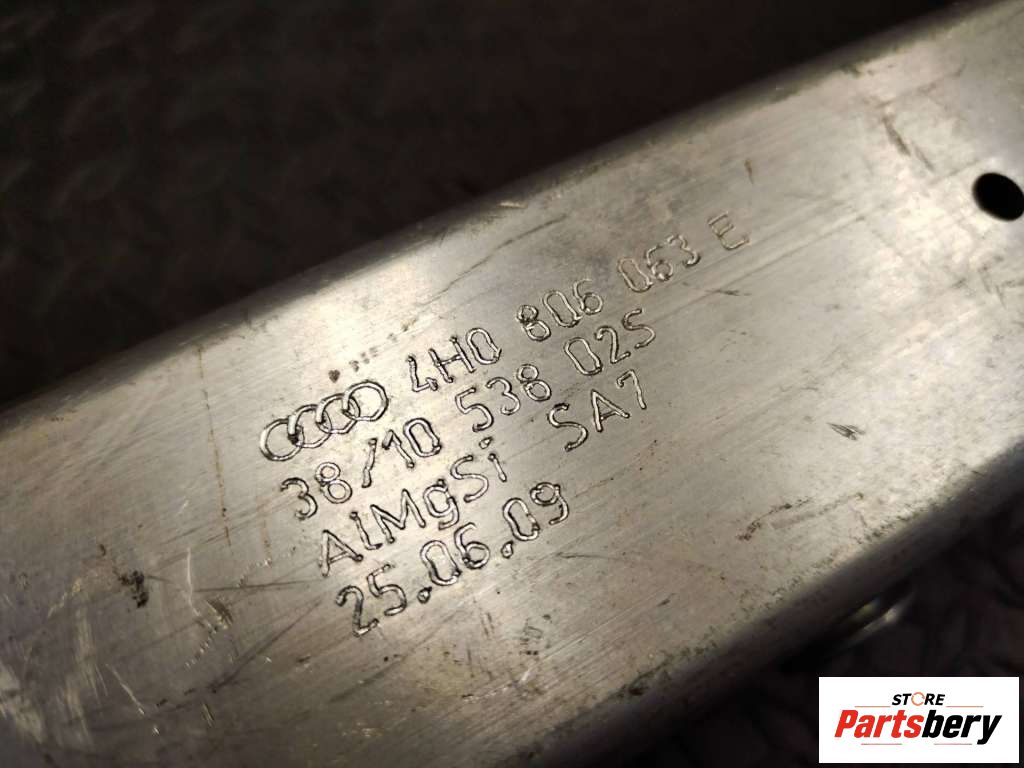 4H0 806 063 E
38/10 538 02S
AlMgSi SA7
25.06.09
STORE
Partsbery